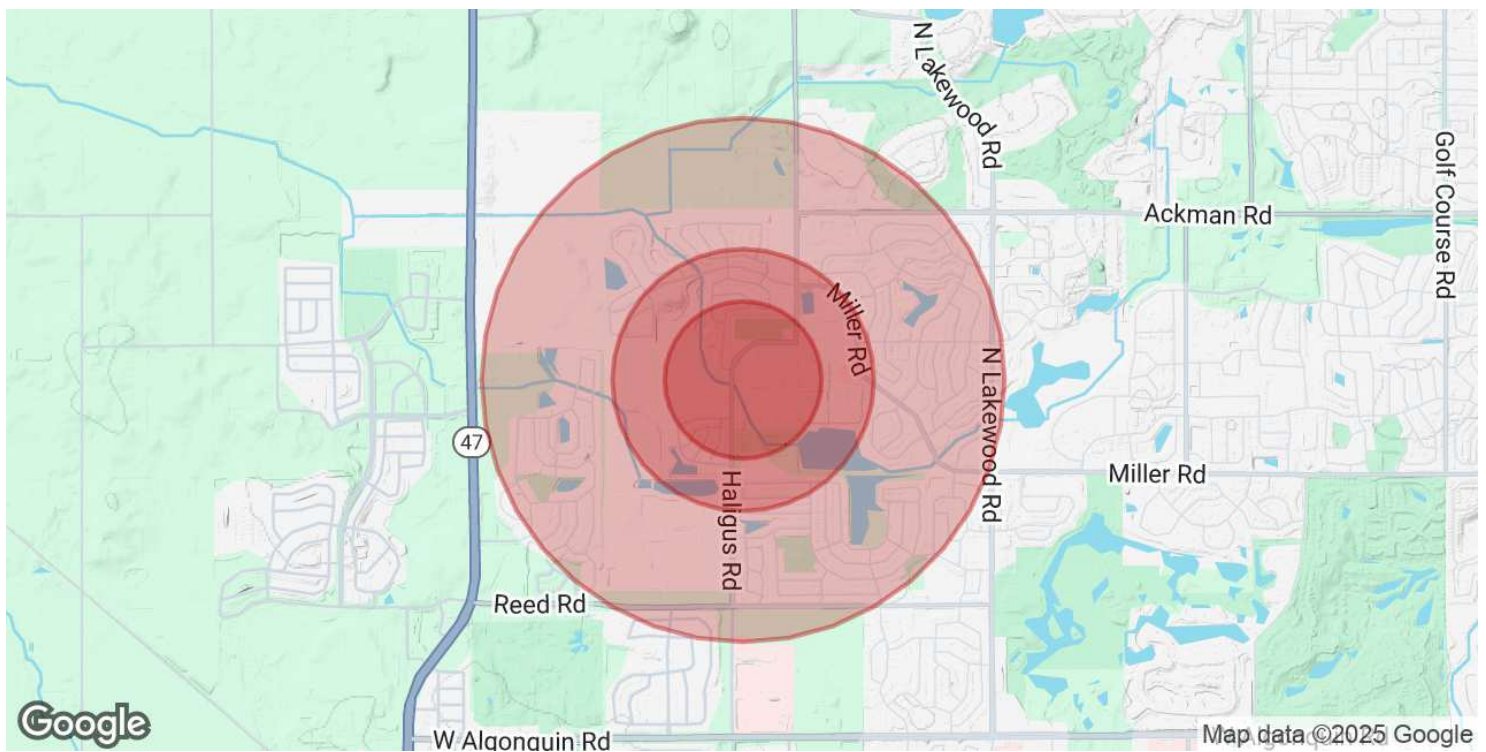 N Lakewood Rd
Golf Course Rd
Ackman Rd
Miller Rd
N Lakewood Rd
47
Miller Rd
Haligus Rd
Reed Rd
W Algonquin Rd
Google
Map data ©2025 Google